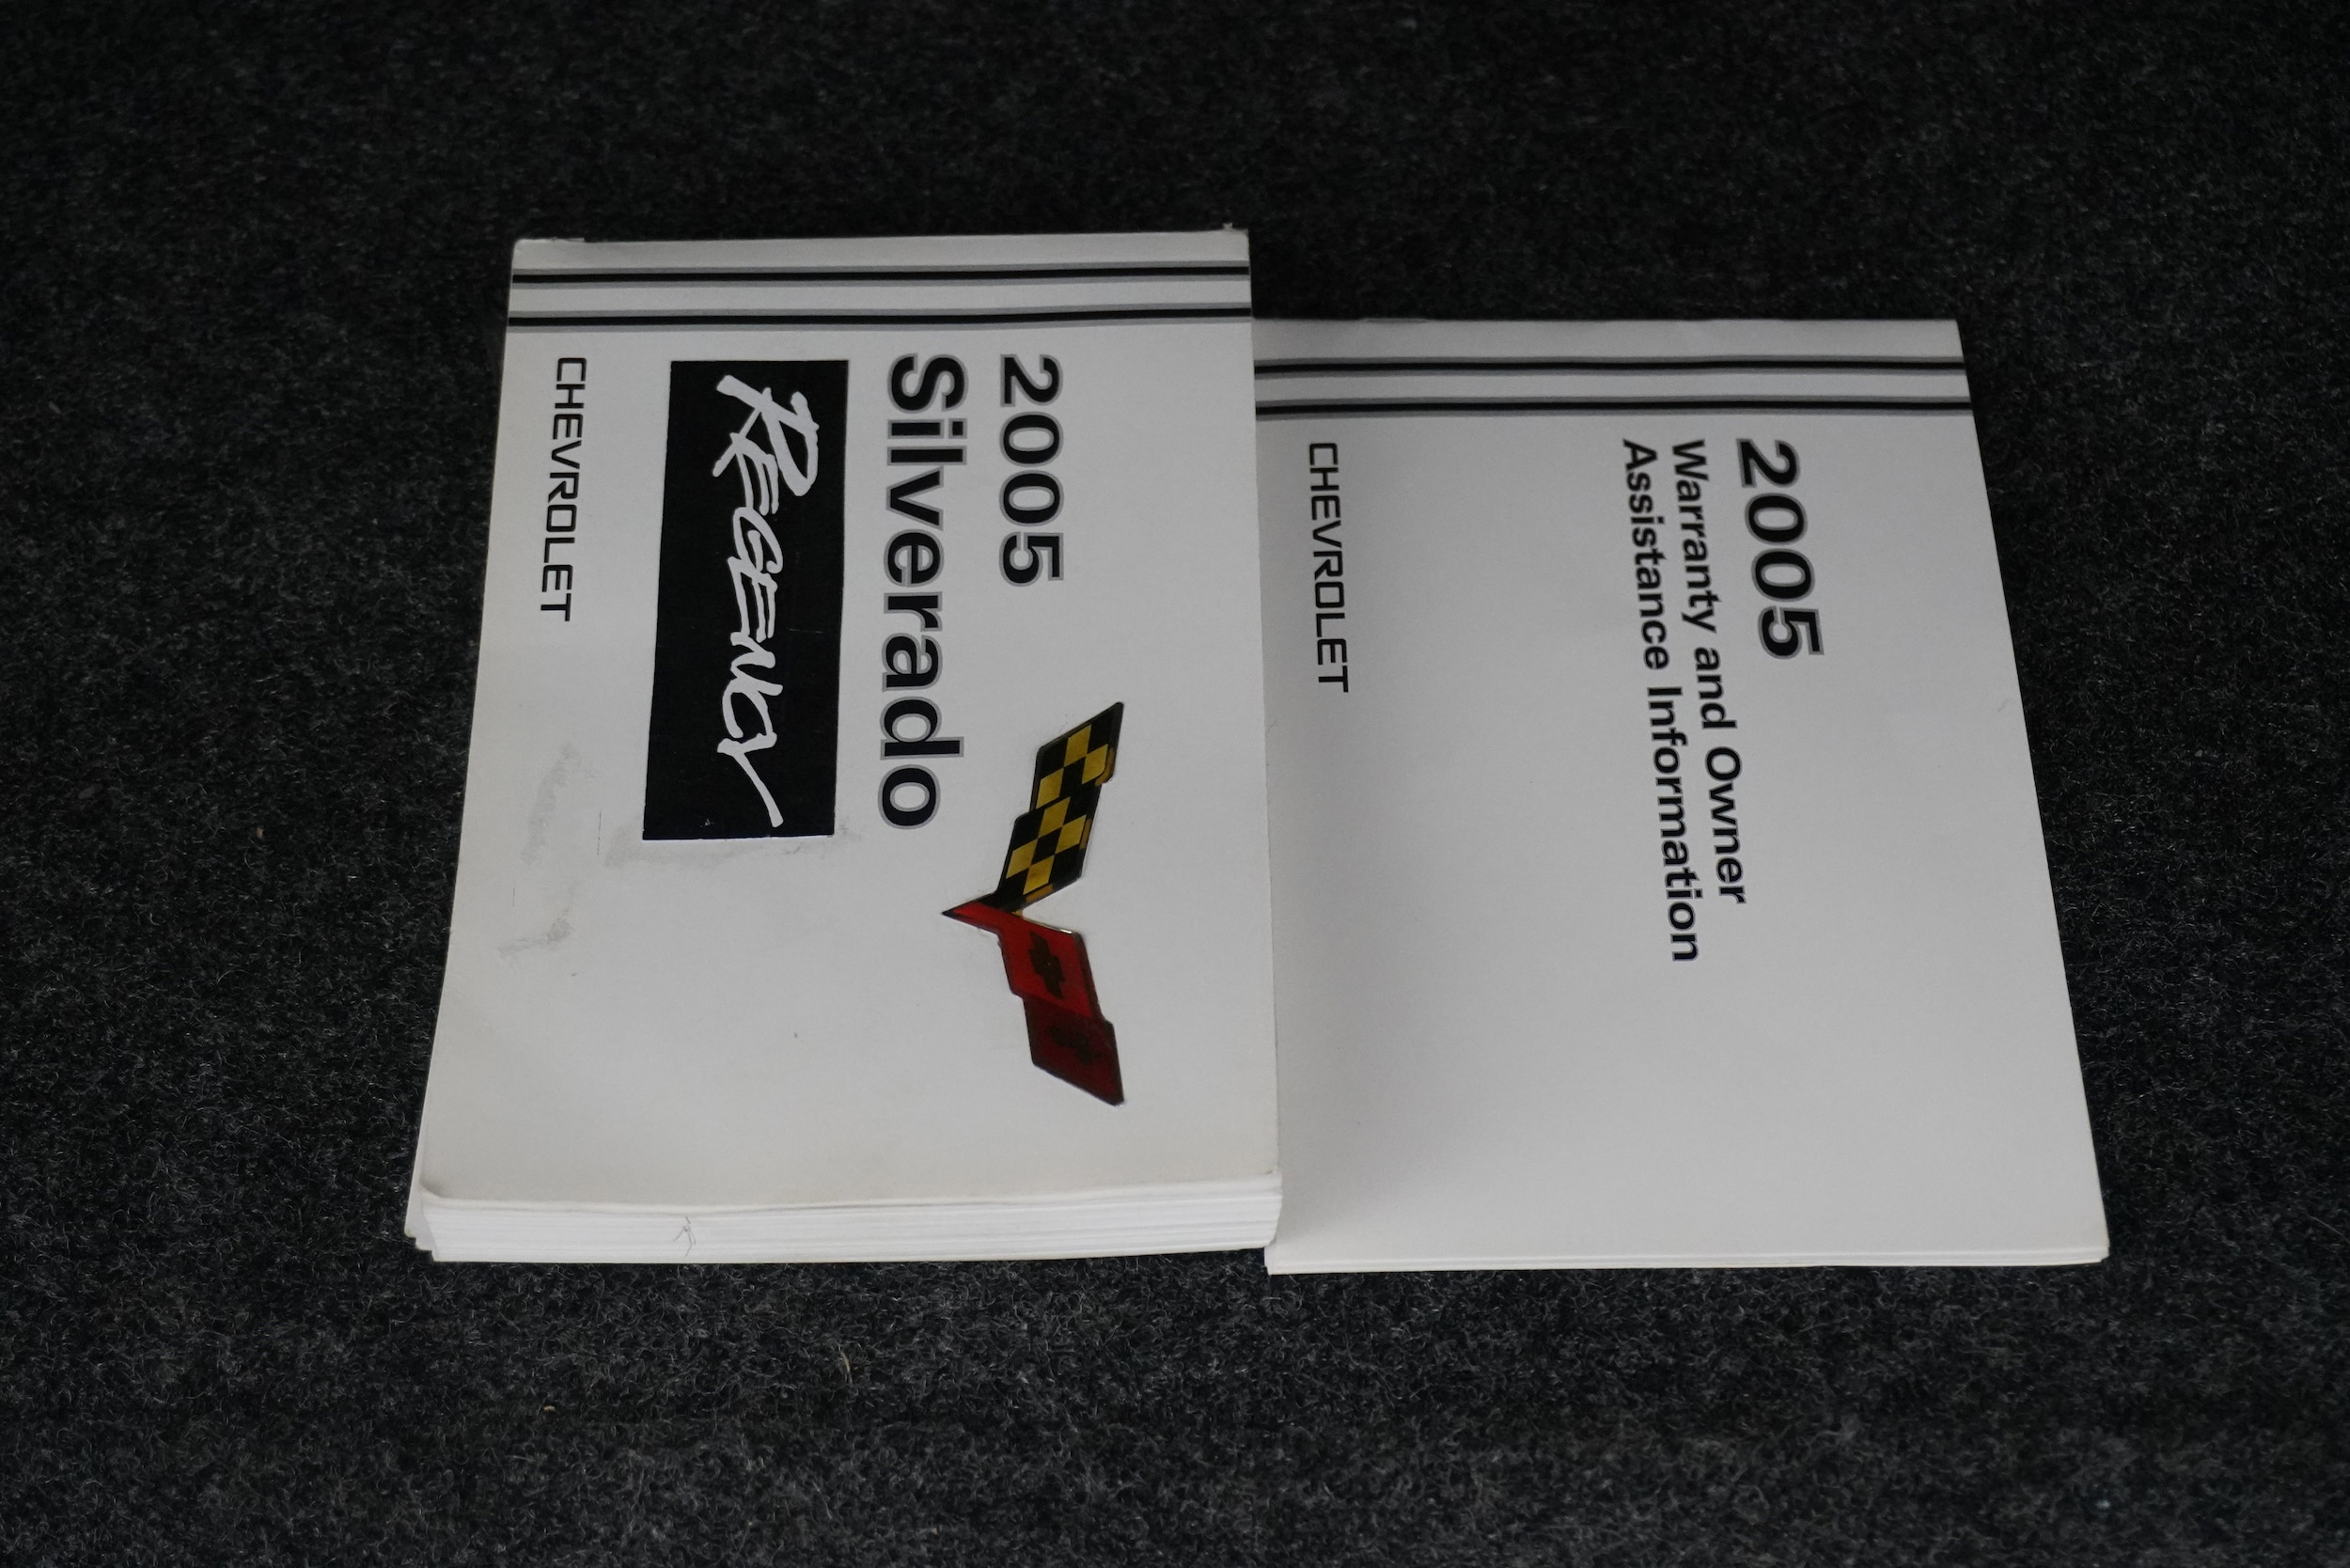 2005
Silverado
REGENCY
CHEVROLET
2005
Warranty and Owner
Assistance Information
CHEVROLET